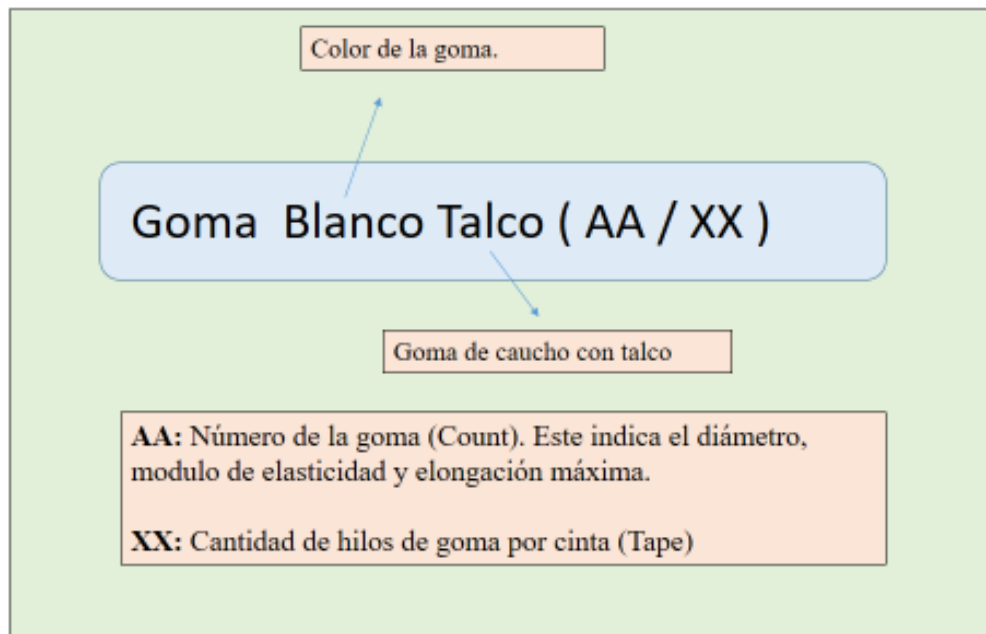 Color de la goma.
Goma Blanco Talco ( AA / XX )
Goma de caucho con talco
AA: Número de la goma (Count). Este indica el diámetro,
modulo de elasticidad y elongación máxima.
XX: Cantidad de hilos de goma por cinta (Tape)